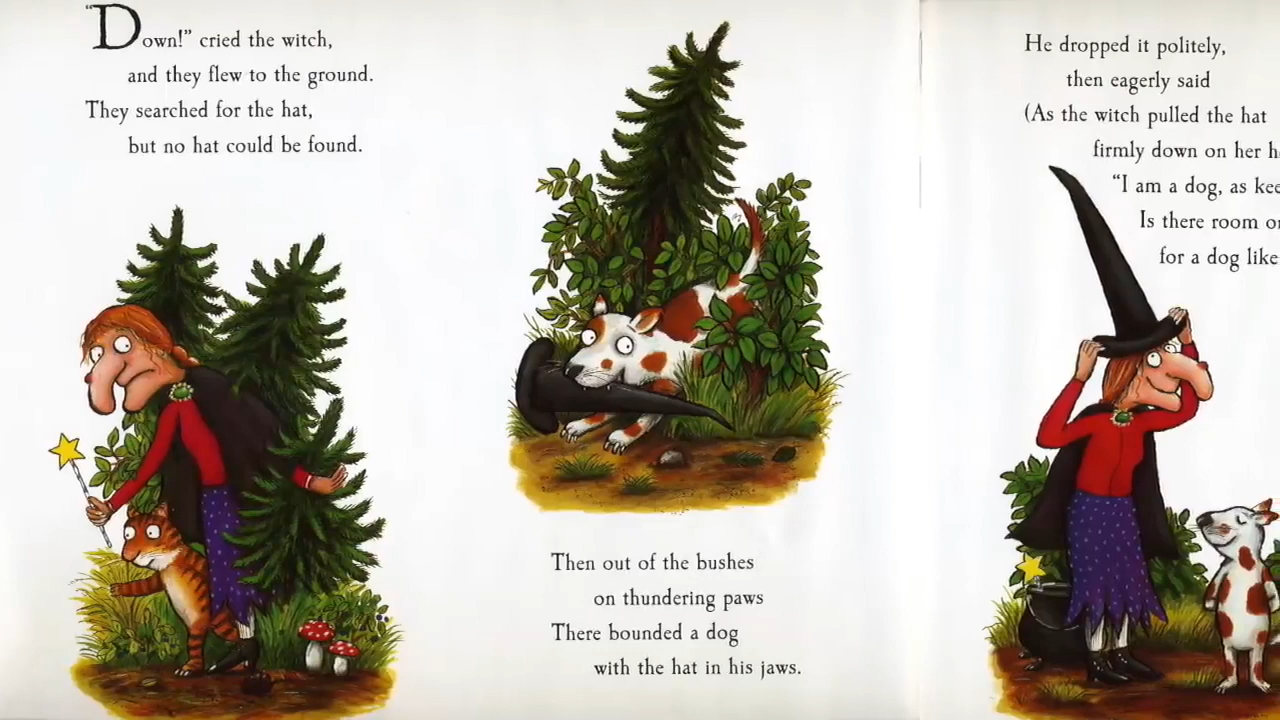 "Down!" cried the witch,
and they flew to the ground.
They searched for the hat,
but no hat could be found.
Then out of the bushes
on thundering paws
There bounded a dog
with the hat in his jaws.
He dropped it politely,
then eagerly said
(As the witch pulled the hat
firmly down on her
"I am a dog, as
Is there room
for a dog like